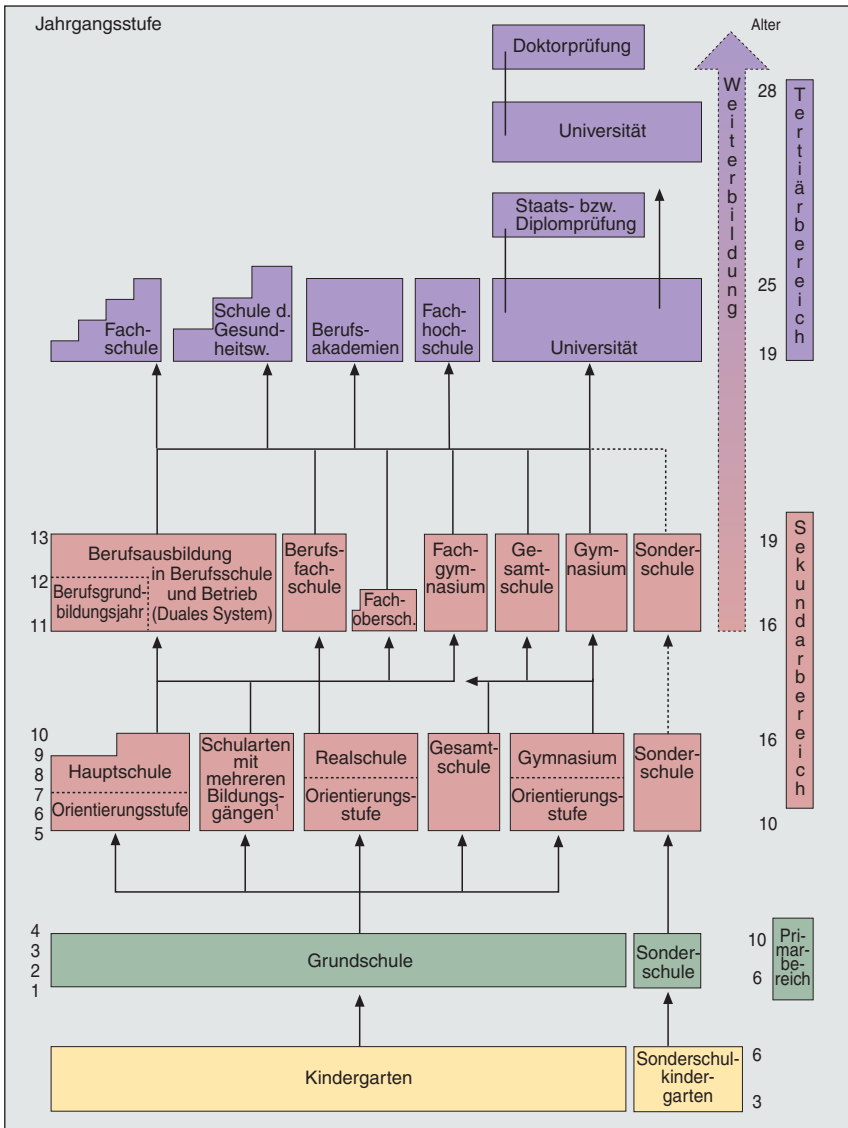 Jahrgangsstufe
Alter
Doktorprüfung
Universität
Staats- bzw.
Diplomprüfung
Fach-
schule
Schule d.
Gesund-
heitsw.
Berufs-
akademien
Fach-
hoch-
schule
Universität
28
25
19
Weiterbildung
Tertiärbereich
13
12
11
Berufsausbildung
in Berufsschule
und Betrieb
(Duales System)
Berufsgrund-
bildungsjahr
Berufs-
fach-
schule
Fach-
obersch.
Fach-
gym-
nasium
Ge-
samt-
schule
Gym-
nasium
Sonder-
schule
19
16
Sekundarbereich
10
9
8
7
6
5
Hauptschule
Orientierungsstufe
Schularten
mit
mehreren
Bildungs-
gängen¹
Realschule
Orientierungs-
stufe
Gesamt-
schule
Gymnasium
Orientierungs-
stufe
Sonder-
schule
16
10
4
3
2
1
Grundschule
Sonder-
schule
10
6
Pri-
mar-
be-
reich
Kindergarten
Sonderschul-
kinder-
garten
6
3